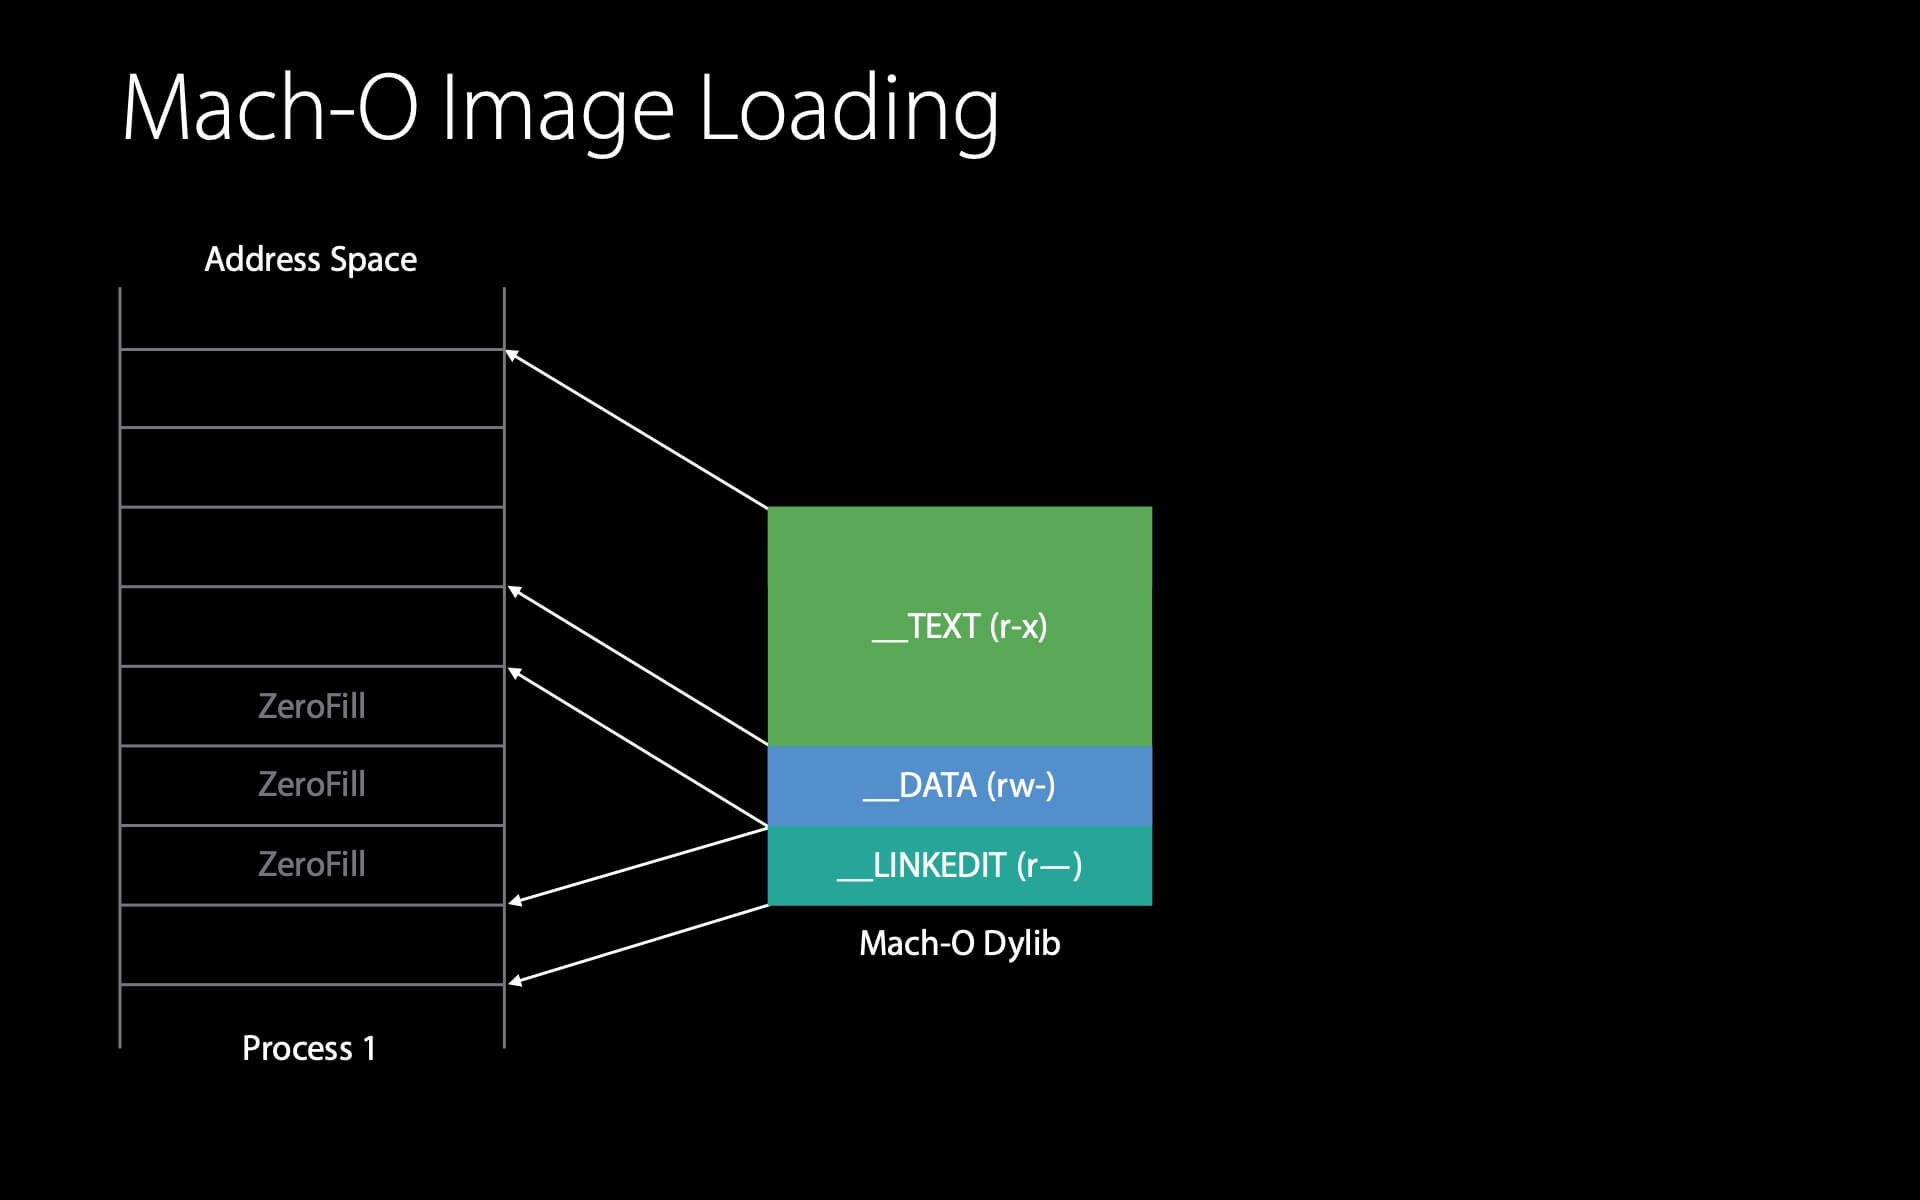 Mach-O Image Loading
Address Space
ZeroFill
ZeroFill
ZeroFill
Process 1
__TEXT (r-x)
__DATA (rw-)
__LINKEDIT (r—)
Mach-O Dylib